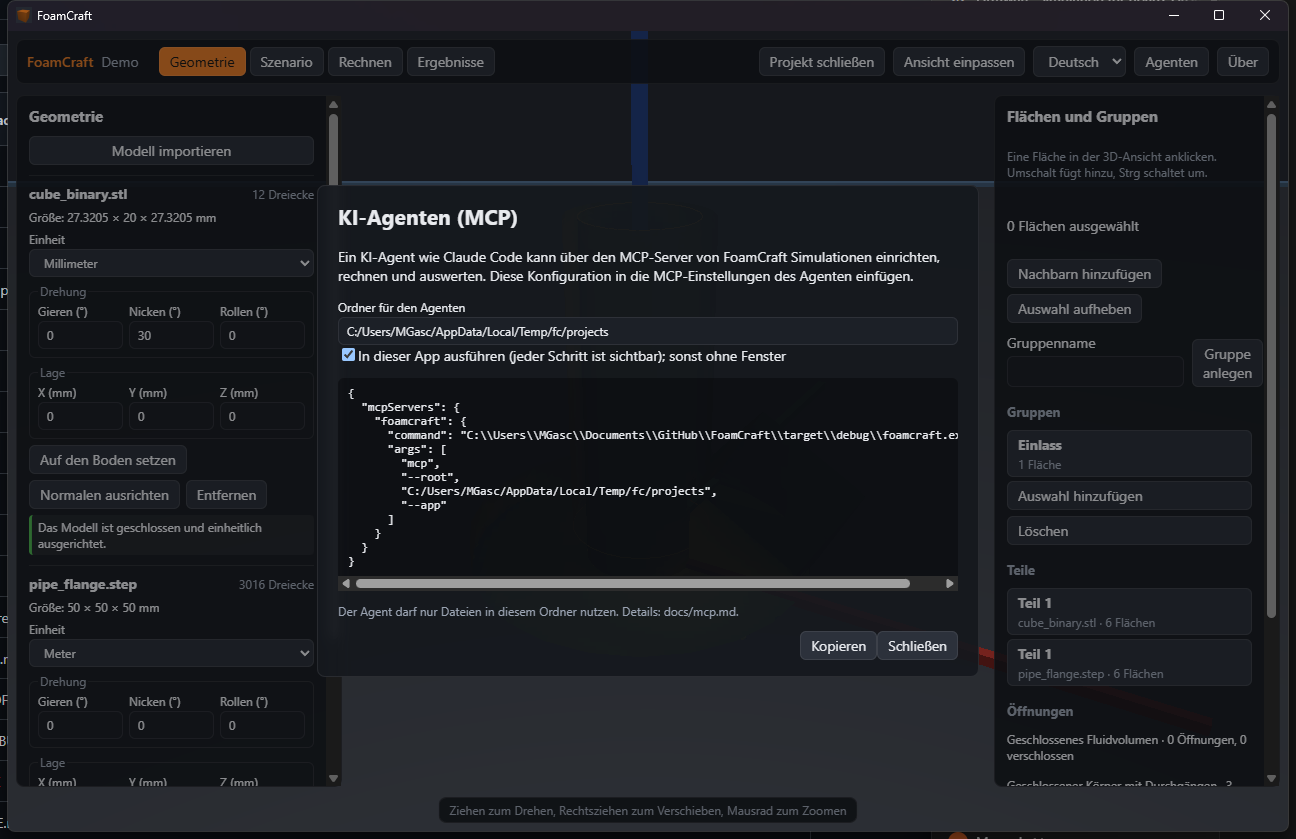 FoamCraft
FoamCraft Demo Geometrie Szenario Rechnen Ergebnisse Projekt schließen Ansicht einpassen Deutsch Agenten Über
Geometrie
Modell importieren
cube_binary.stl 12 Dreiecke
Größe: 27.3205 × 20 × 27.3205 mm
Einheit
Millimeter
Drehung
Gieren (°) Nicken (°) Rollen (°)
0 30 0
Lage
X (mm) Y (mm) Z (mm)
0 0 0
Auf den Boden setzen
Normalen ausrichten Entfernen
Das Modell ist geschlossen und einheitlich
ausgerichtet.
pipe_flange.step 3016 Dreiecke
Größe: 50 × 50 × 50 mm
Einheit
Meter
Drehung
Gieren (°) Nicken (°) Rollen (°)
0 0 0
Lage
X (mm) Y (mm) Z (mm)
KI-Agenten (MCP)
Ein KI-Agent wie Claude Code kann über den MCP-Server von FoamCraft Simulationen einrichten,
rechnen und auswerten. Diese Konfiguration in die MCP-Einstellungen des Agenten einfügen.
Ordner für den Agenten
C:/Users/MGasc/AppData/Local/Temp/fc/projects
In dieser App ausführen (jeder Schritt ist sichtbar); sonst ohne Fenster
{
"mcpServers": {
"foamcraft": {
"command": "C:\\Users\\MGasc\\Documents\\GitHub\\FoamCraft\\target\\debug\\foamcraft.ex
"args": [
"mcp",
"--root",
"C:/Users/MGasc/AppData/Local/Temp/fc/projects",
"--app"
]
}
}
}
Der Agent darf nur Dateien in diesem Ordner nutzen. Details: docs/mcp.md.
Kopieren Schließen
Flächen und Gruppen
Eine Fläche in der 3D-Ansicht anklicken.
Umschalt fügt hinzu, Strg schaltet um.
0 Flächen ausgewählt
Nachbarn hinzufügen
Auswahl aufheben
Gruppenname
Gruppe
anlegen
Gruppen
Einlass
1 Fläche
Auswahl hinzufügen
Löschen
Teile
Teil 1
cube_binary.stl · 6 Flächen
Teil 1
pipe_flange.step · 6 Flächen
Öffnungen
Geschlossenes Fluidvolumen · 0 Öffnungen, 0
verschlossen
Geschlossener Körper mit Durchgängen · 3
Ziehen zum Drehen, Rechtsziehen zum Verschieben, Mausrad zum Zoomen